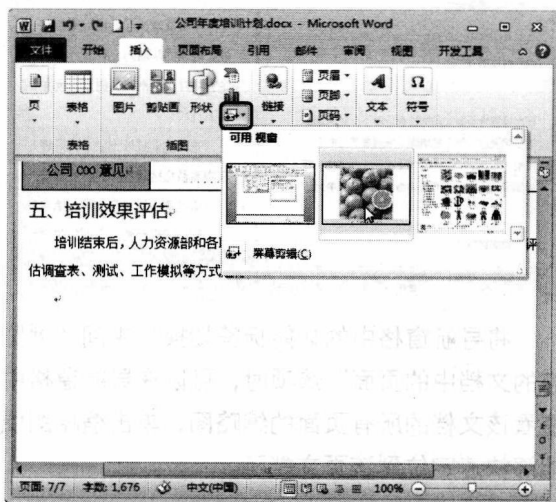 公司年度培训计划.docx - Microsoft Word
文件 开始 插入 页面布局 引用 邮件 审阅 视图 开发工具
页 表格 图片 剪贴画 形状 链接 页眉 页脚 页码 文本 符号
表格 插图
可用 视窗
屏幕剪辑(C)
公司 coo 意见
五、培训效果评估
培训结束后，人力资源部和各
评
估调查表、测试、工作模拟等方式
页面: 7/7 字数: 1,676 中文(中国) 100%